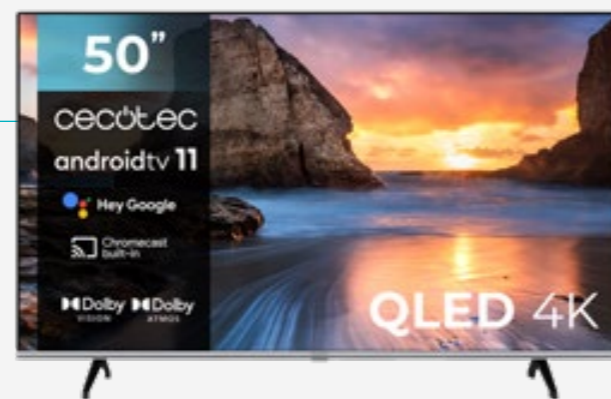 50"
cecotec
androidtv 11
Hey Google
Chromecast
built-in
Dolby Dolby
VISION ATMOS
QLED 4K